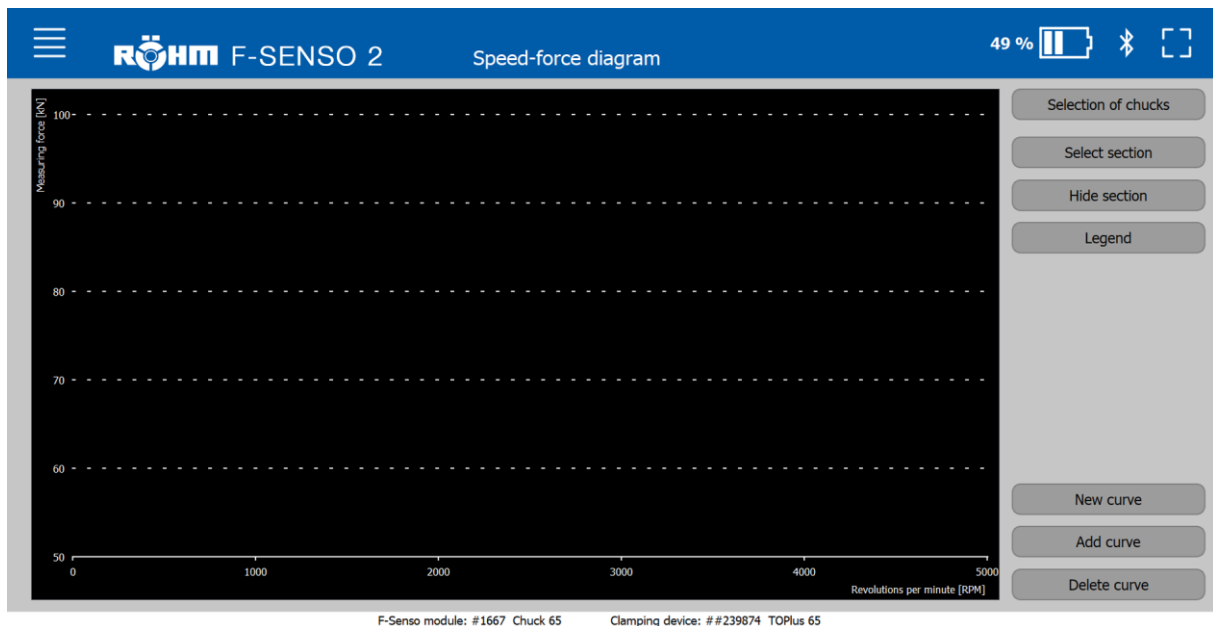 RÖHM F-SENSO 2
Speed-force diagram
49 %
Measuring force [kN]
100
90
80
70
60
50
0
1000
2000
3000
4000
5000
Revolutions per minute [RPM]
Selection of chucks
Select section
Hide section
Legend
New curve
Add curve
Delete curve
F-Senso module: #1667 Chuck 65
Clamping device: ##239874 TOPlus 65